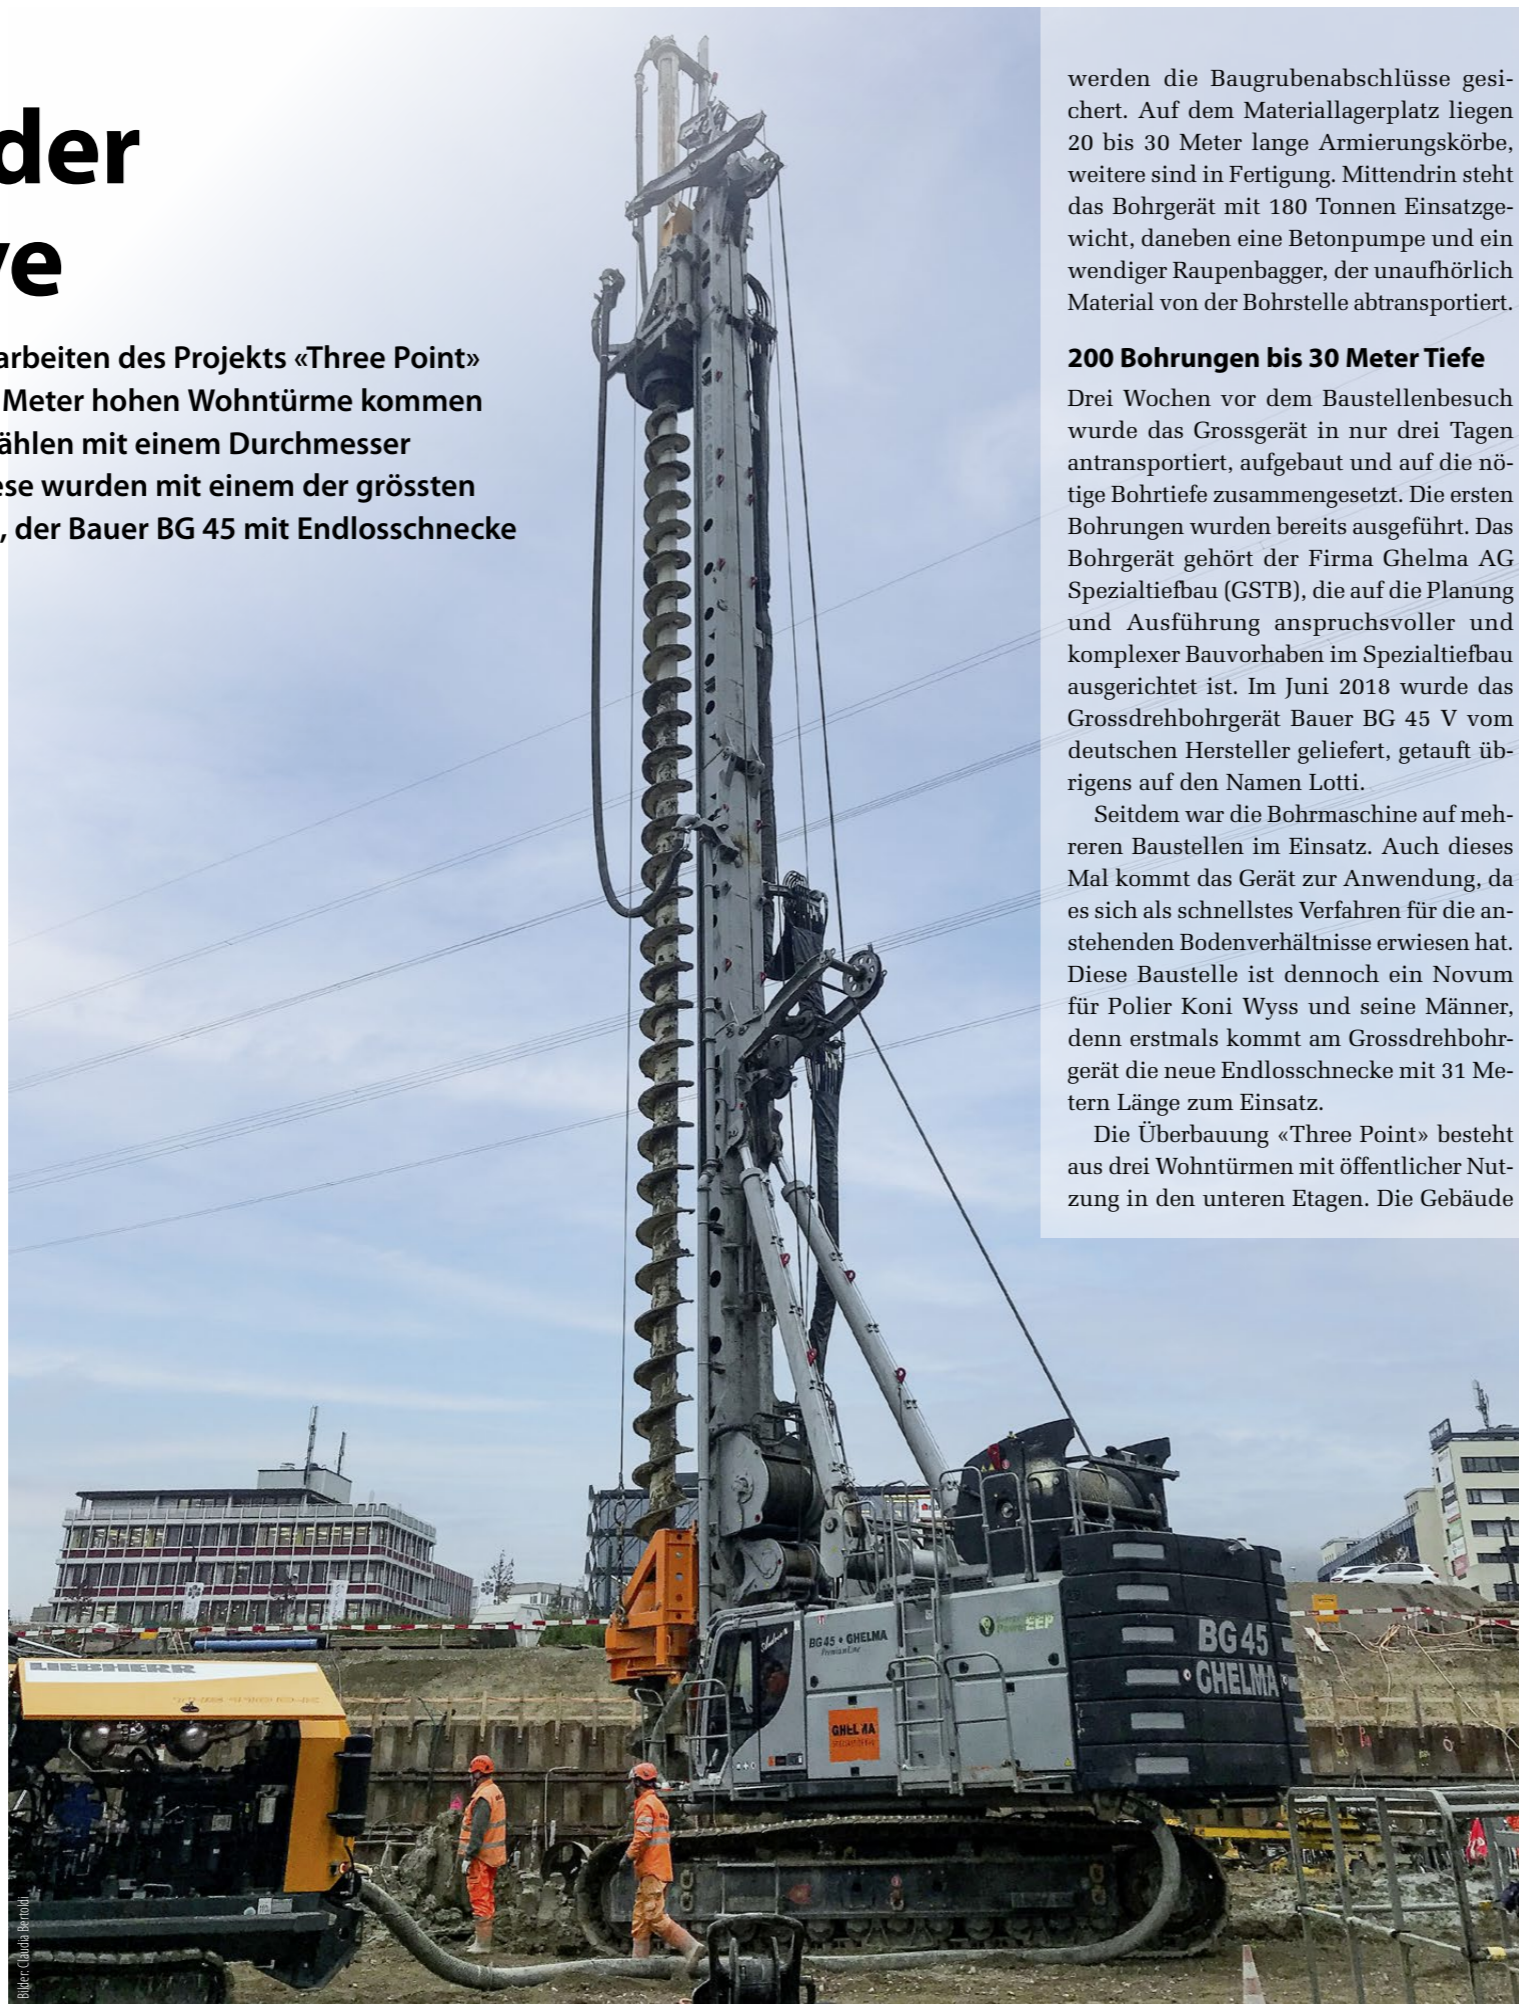 der
ve
arbeiten des Projekts «Three Point»
Meter hohen Wohntürme kommen
ählen mit einem Durchmesser
ese wurden mit einem der grössten
, der Bauer BG 45 mit Endlosschnecke
werden die Baugrubenabschlüsse gesi-
chert. Auf dem Materiallagerplatz liegen
20 bis 30 Meter lange Armierungskörbe,
weitere sind in Fertigung. Mittendrin steht
das Bohrgerät mit 180 Tonnen Einsatzge-
wicht, daneben eine Betonpumpe und ein
wendiger Raupenbagger, der unaufhörlich
Material von der Bohrstelle abtransportiert.
200 Bohrungen bis 30 Meter Tiefe
Drei Wochen vor dem Baustellenbesuch
wurde das Grossgerät in nur drei Tagen
antransportiert, aufgebaut und auf die nö-
tige Bohrtiefe zusammengesetzt. Die ersten
Bohrungen wurden bereits ausgeführt. Das
Bohrgerät gehört der Firma Ghelma AG
Spezialtiefbau (GSTB), die auf die Planung
und Ausführung anspruchsvoller und
komplexer Bauvorhaben im Spezialtiefbau
ausgerichtet ist. Im Juni 2018 wurde das
Grossdrehbohrgerät Bauer BG 45 V vom
deutschen Hersteller geliefert, getauft üb-
rigens auf den Namen Lotti.
Seitdem war die Bohrmaschine auf meh-
reren Baustellen im Einsatz. Auch dieses
Mal kommt das Gerät zur Anwendung, da
es sich als schnellstes Verfahren für die an-
stehenden Bodenverhältnisse erwiesen hat.
Diese Baustelle ist dennoch ein Novum
für Polier Koni Wyss und seine Männer,
denn erstmals kommt am Grossdrehbohr-
gerät die neue Endlosschnecke mit 31 Me-
tern Länge zum Einsatz.
Die Überbauung «Three Point» besteht
aus drei Wohntürmen mit öffentlicher Nut-
zung in den unteren Etagen. Die Gebäude
LIEBHERR
BG 45 GHELMA
PremiumLine
EEP
GHELMA
BG 45
GHELMA
Bilder: Claudia Bertoldi